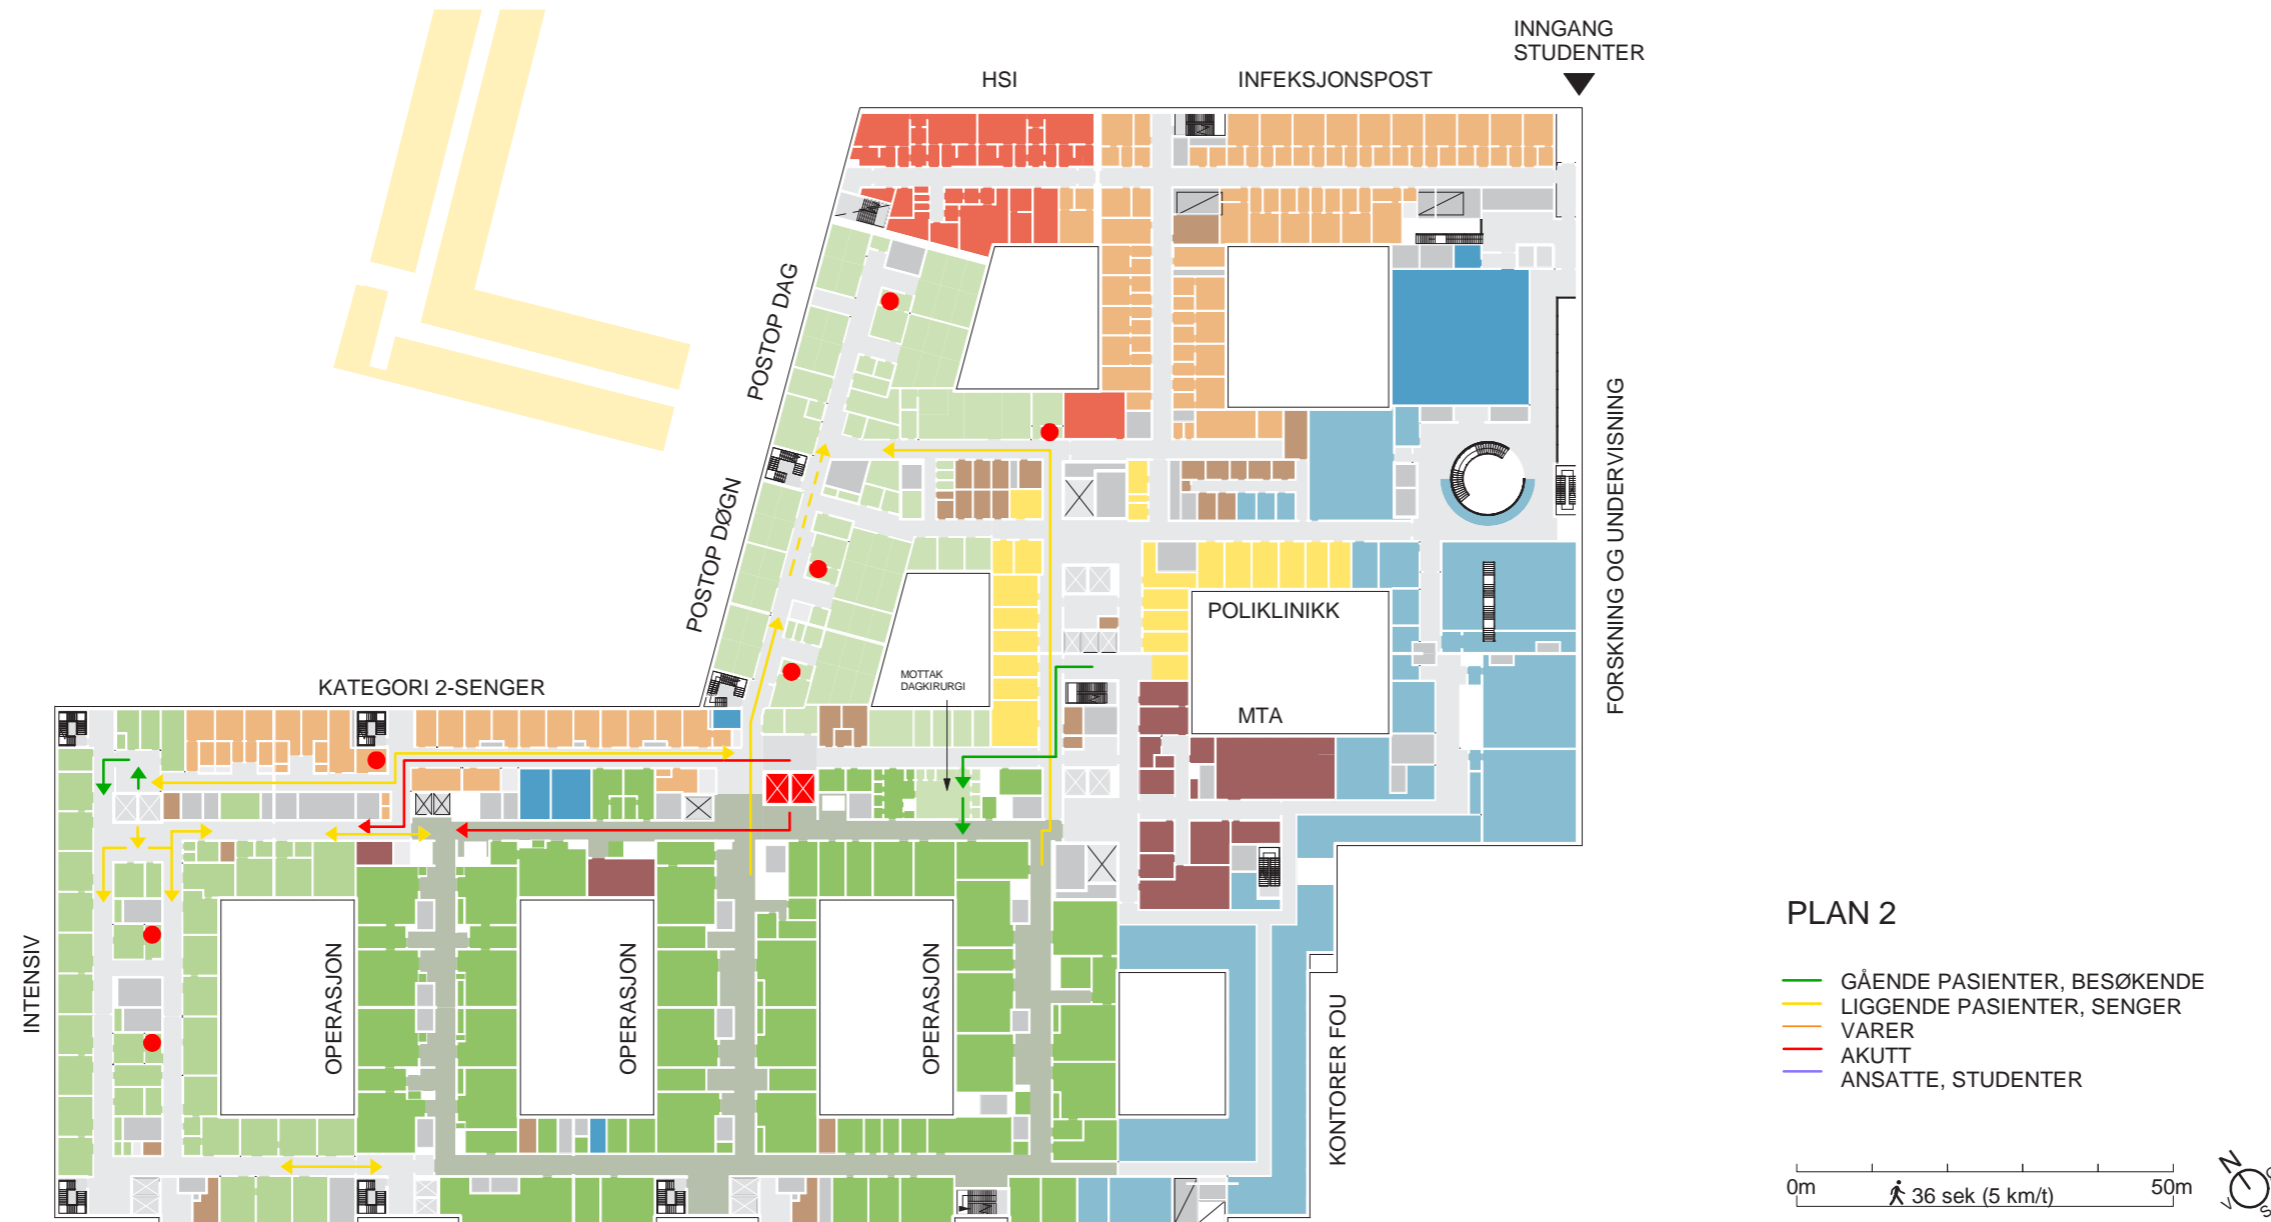 INNGANG
STUDENTER
HSI
INFEKSJONSPOST
POSTOP DAG
POSTOP DØGN
FORSKNING OG UNDERVISNING
POLIKLINIKK
MOTTAK
DAGKIRURGI
KATEGORI 2-SENGER
MTA
INTENSIV
OPERASJON
OPERASJON
OPERASJON
KONTORER FOU
PLAN 2
GÅENDE PASIENTER, BESØKENDE
LIGGENDE PASIENTER, SENGER
VARER
AKUTT
ANSATTE, STUDENTER
0m
36 sek (5 km/t)
50m
N
V
S